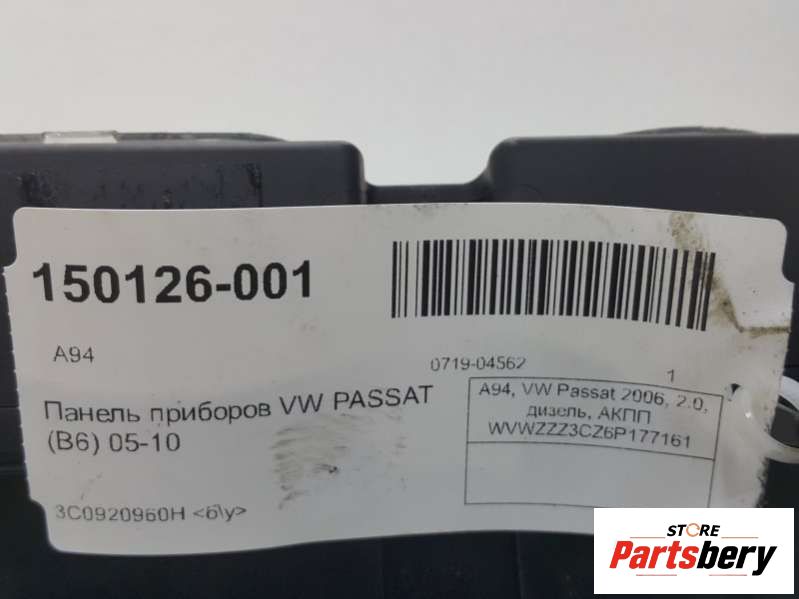 150126-001
A94
0719-04562
1
Панель приборов VW PASSAT
(B6) 05-10
A94, VW Passat 2006, 2.0,
дизель, АКПП
WVWZZZ3CZ6P177161
3C0920960H <б\у>
STORE
Partsbery